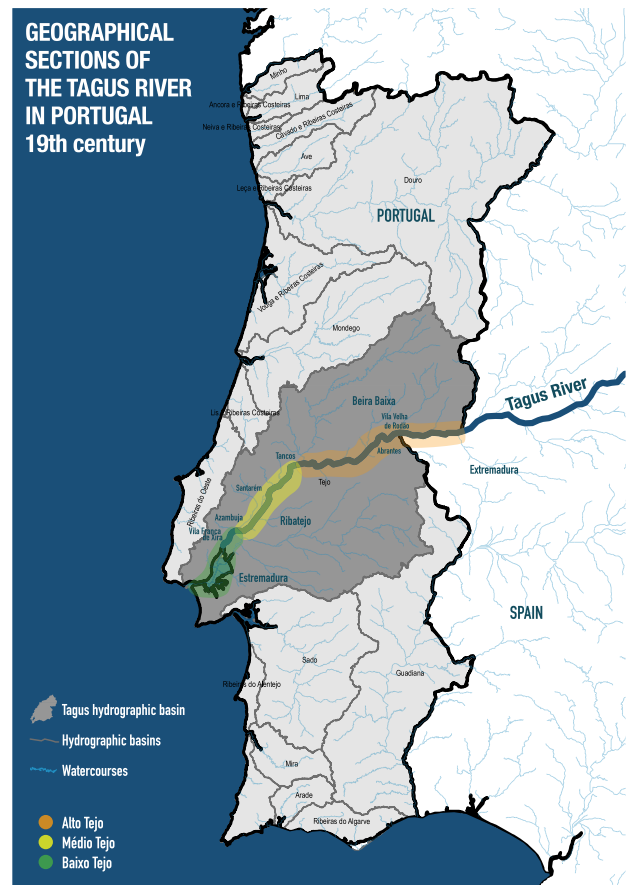 GEOGRAPHICAL
SECTIONS OF
THE TAGUS RIVER
IN PORTUGAL
19th century
Minho
Lima
Ancora e Ribeiras Costeiras
Neiva e Ribeiras Costeiras
Cavado e Ribeiras Costeiras
Ave
Leça e Ribeiras Costeiras
Douro
PORTUGAL
Vouga e Ribeiras Costeiras
Mondego
Lis e Ribeiras Costeiras
Beira Baixa
Vila Velha
de Rodão
Tagus River
Abrantes
Extremadura
Tancos
Tejo
Santarém
Ribeiras do Oeste
Azambuja
Ribatejo
Vila Franca
de Jira
Estremadura
SPAIN
Sado
Guadiana
Ribeiras do Alentejo
Mira
Arade
Ribeiras do Algarve
Tagus hydrographic basin
Hydrographic basins
Watercourses
Alto Tejo
Médio Tejo
Baixo Tejo